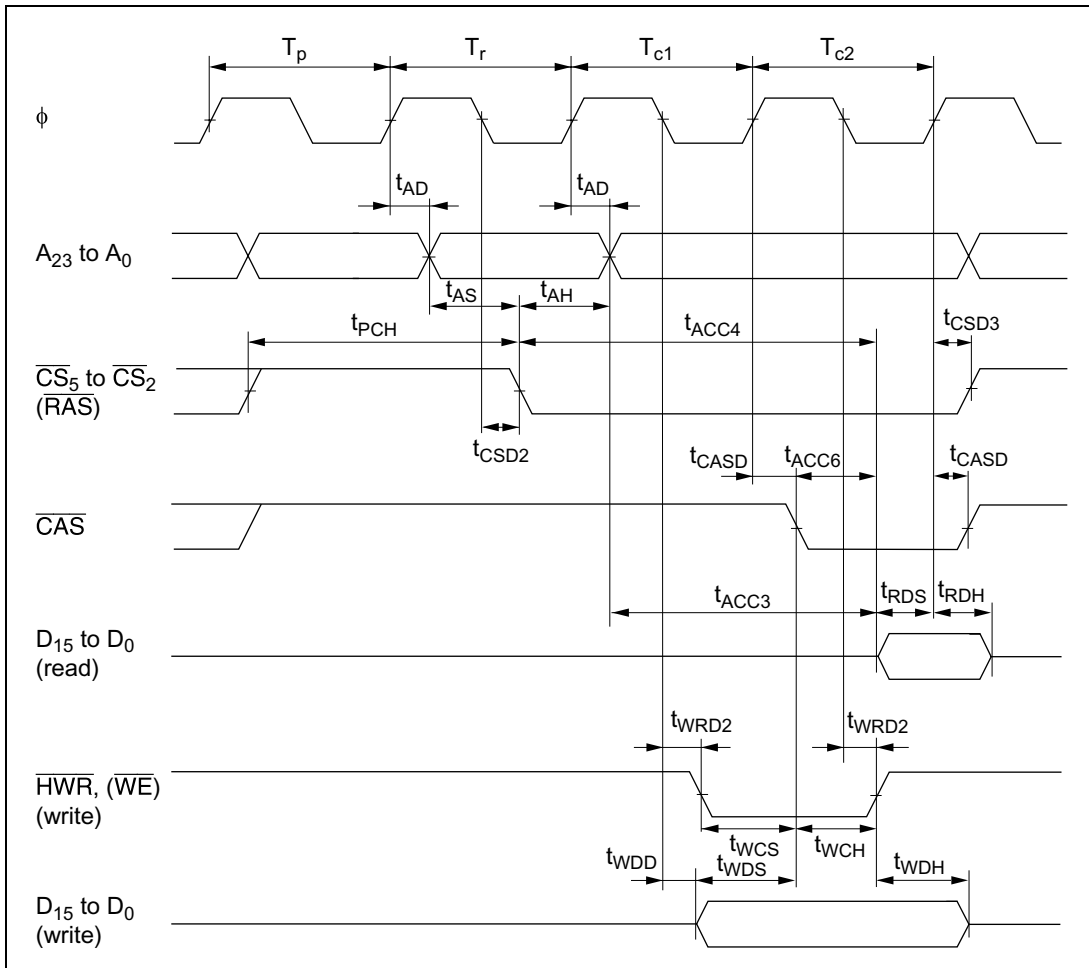 Tp Tr Tc1 Tc2
ϕ
tAD tAD
A23 to A0
tAS tAH
tPCH tACC4 tCSD3
CS5 to CS2
(RAS)
tCSD2 tCASD tACC6 tCASD
CAS
tACC3 tRDS tRDH
D15 to D0
(read)
tWRD2 tWRD2
HWR, (WE)
(write)
tWCS tWCH
tWDD tWDS tWDH
D15 to D0
(write)